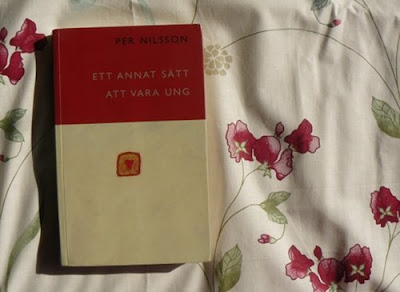 PER NILSSON
ETT ANNAT SÄTT
ATT VARA UNG